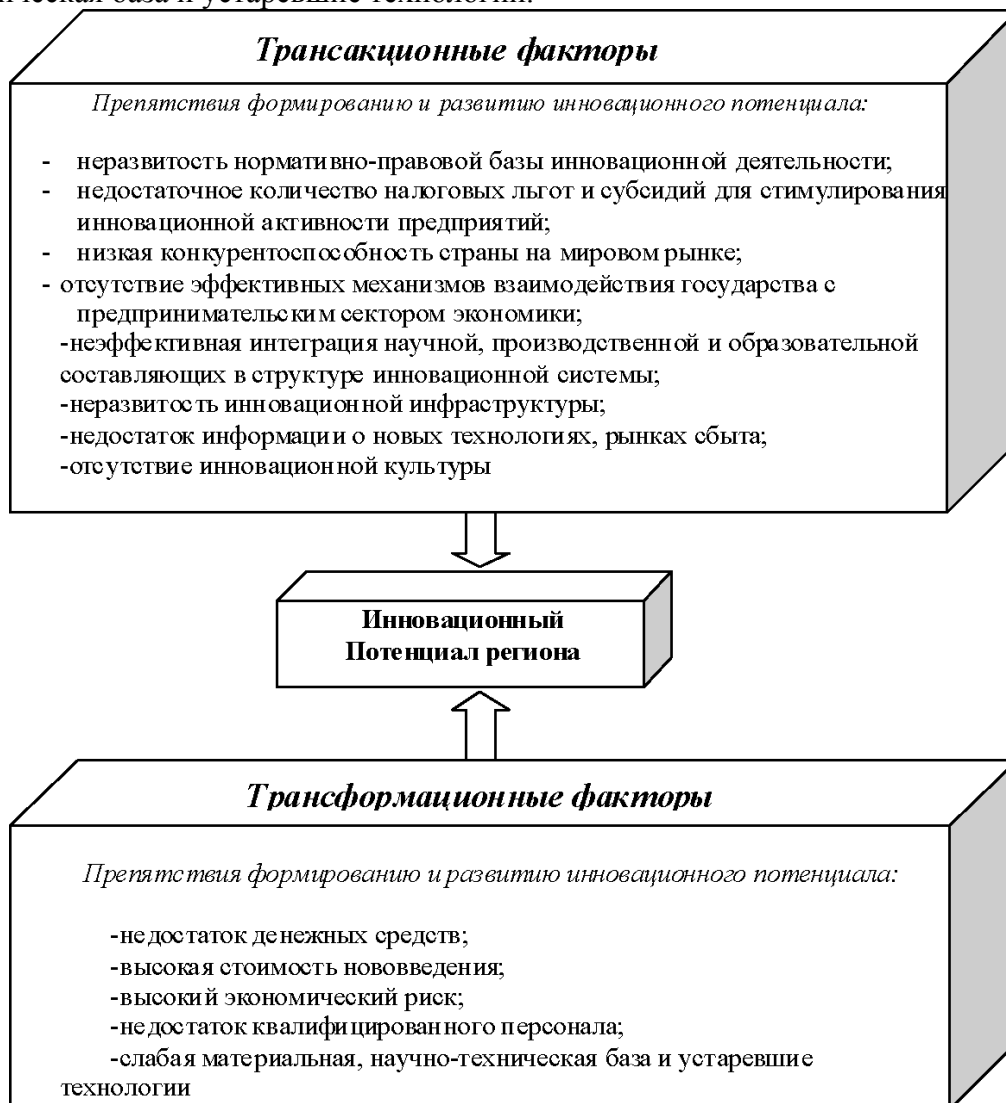 ическая база и устаревшие технологии.
Трансакционные факторы
Препятствия формированию и развитию инновационного потенциала:
- неразвитость нормативно-правовой базы инновационной деятельности;
- недостаточное количество налоговых льгот и субсидий для стимулирования
инновационной активности предприятий;
- низкая конкурентоспособность страны на мировом рынке;
- отсутствие эффективных механизмов взаимодействия государства с
предпринимательским сектором экономики;
-неэффективная интеграция научной, производственной и образовательной
составляющих в структуре инновационной системы;
-неразвитость инновационной инфраструктуры;
-недостаток информации о новых технологиях, рынках сбыта;
-отсутствие инновационной культуры
Инновационный
Потенциал региона
Трансформационные факторы
Препятствия формированию и развитию инновационного потенциала:
-недостаток денежных средств;
-высокая стоимость нововведения;
-высокий экономический риск;
-недостаток квалифицированного персонала;
-слабая материальная, научно-техническая база и устаревшие
технологии